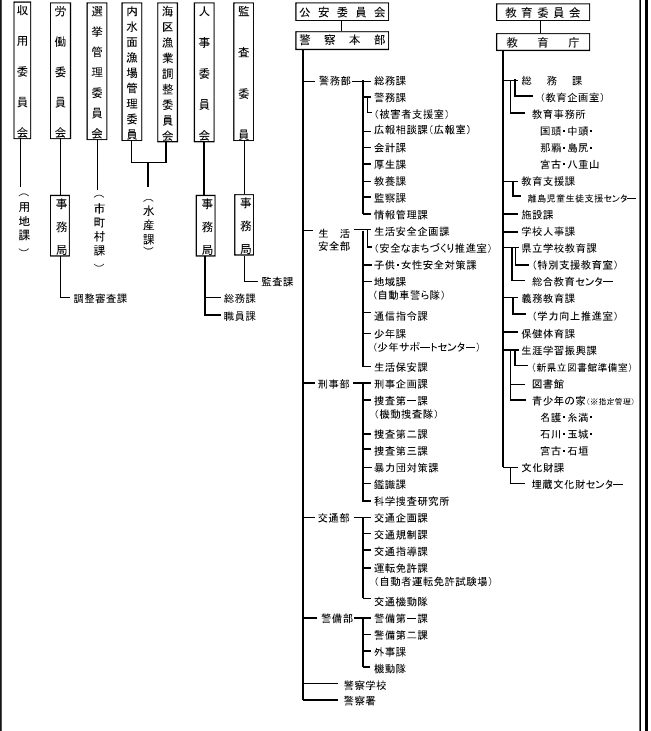 収用委員会
（用地課）
労働委員会
事務局
調整審査課
選挙管理委員会
（市町村課）
内水面漁場管理委員会
海区漁業調整委員会
（水産課）
人事委員会
事務局
総務課
職員課
監査委員
事務局
監査課
公安委員会
警察本部
警務部
総務課
警務課
（被害者支援室）
広報相談課（広報室）
会計課
厚生課
教養課
監察課
情報管理課
生活
安全部
生活安全企画課
（安全なまちづくり推進室）
子供・女性安全対策課
地域課
（自動車警ら隊）
通信指令課
少年課
（少年サポートセンター）
生活保安課
刑事部
刑事企画課
捜査第一課
（機動捜査隊）
捜査第二課
捜査第三課
暴力団対策課
鑑識課
科学捜査研究所
交通部
交通企画課
交通規制課
交通指導課
運転免許課
（自動者運転免許試験場）
交通機動隊
警備部
警備第一課
警備第二課
外事課
機動隊
警察学校
警察署
教育委員会
教育庁
総務課
（教育企画室）
教育事務所
国頭・中頭・
那覇・島尻・
宮古・八重山
教育支援課
離島児童生徒支援センター
施設課
学校人事課
県立学校教育課
（特別支援教育室）
総合教育センター
義務教育課
（学力向上推進室）
保健体育課
生涯学習振興課
（新県立図書館準備室）
図書館
青少年の家（※指定管理）
名護・糸満・
石川・玉城・
宮古・石垣
文化財課
埋蔵文化財センター